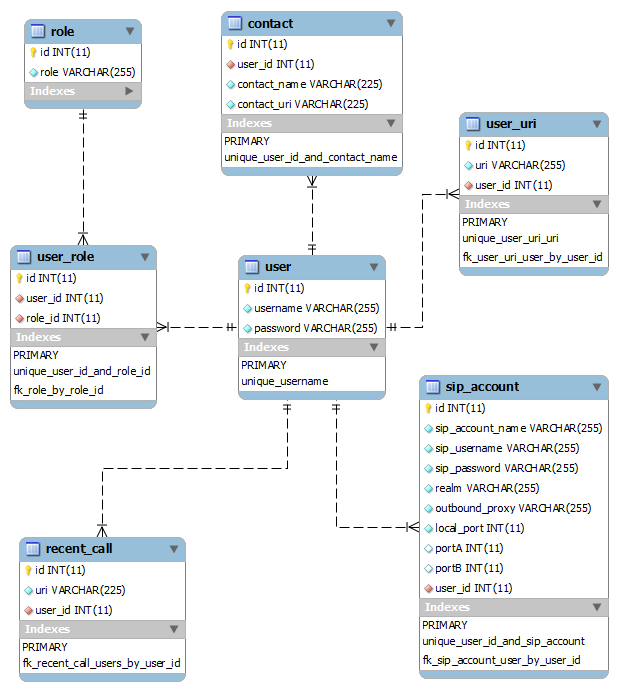 role
id INT(11)
role VARCHAR(255)
Indexes
contact
id INT(11)
user_id INT(11)
contact_name VARCHAR(225)
contact_uri VARCHAR(225)
Indexes
PRIMARY
unique_user_id_and_contact_name
user_uri
id INT(11)
uri VARCHAR(255)
user_id INT(11)
Indexes
PRIMARY
unique_user_uri_uri
fk_user_uri_user_by_user_id
user_role
id INT(11)
user_id INT(11)
role_id INT(11)
Indexes
PRIMARY
unique_user_id_and_role_id
fk_role_by_role_id
user
id INT(11)
username VARCHAR(255)
password VARCHAR(255)
Indexes
PRIMARY
unique_username
sip_account
id INT(11)
sip_account_name VARCHAR(255)
sip_username VARCHAR(255)
sip_password VARCHAR(255)
realm VARCHAR(255)
outbound_proxy VARCHAR(255)
local_port INT(11)
portA INT(11)
portB INT(11)
user_id INT(11)
Indexes
PRIMARY
unique_user_id_and_sip_account
fk_sip_account_user_by_user_id
recent_call
id INT(11)
uri VARCHAR(225)
user_id INT(11)
Indexes
PRIMARY
fk_recent_call_users_by_user_id